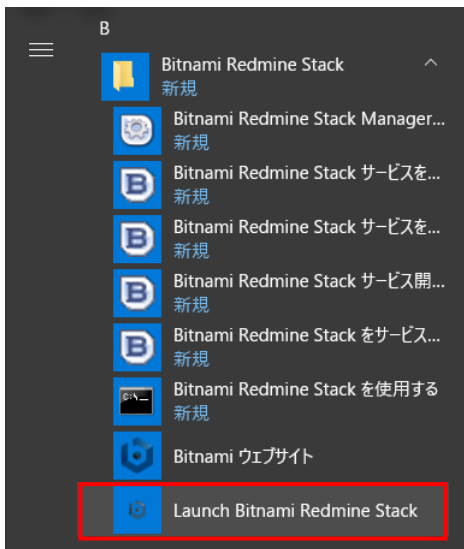 B
Bitnami Redmine Stack
新規
Bitnami Redmine Stack Manager...
新規
Bitnami Redmine Stack サービスを...
新規
Bitnami Redmine Stack サービスを...
新規
Bitnami Redmine Stack サービス開...
新規
Bitnami Redmine Stack をサービス...
新規
Bitnami Redmine Stack を使用する
新規
Bitnami ウェブサイト
Launch Bitnami Redmine Stack